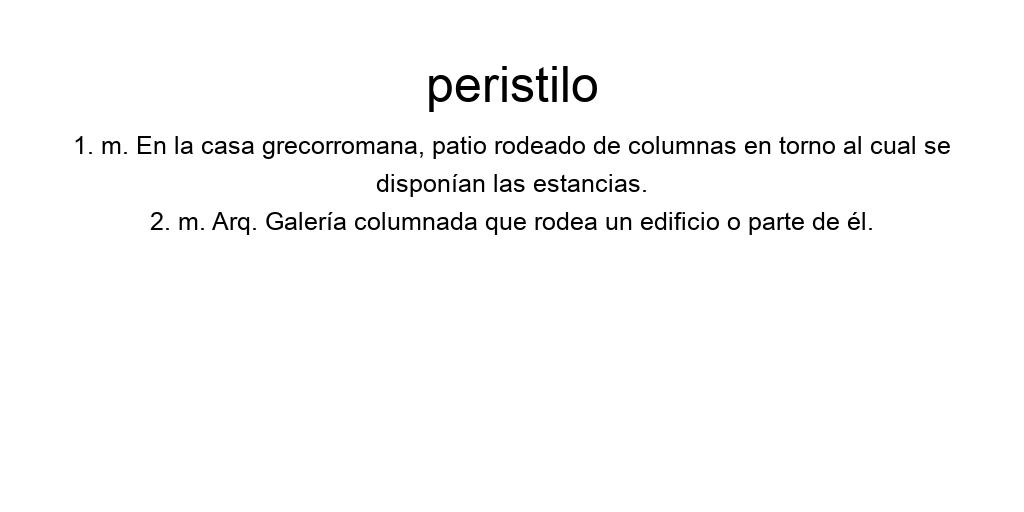 peristilo
1. m. En la casa grecorromana, patio rodeado de columnas en torno al cual se
disponían las estancias.
2. m. Arq. Galería columnada que rodea un edificio o parte de él.